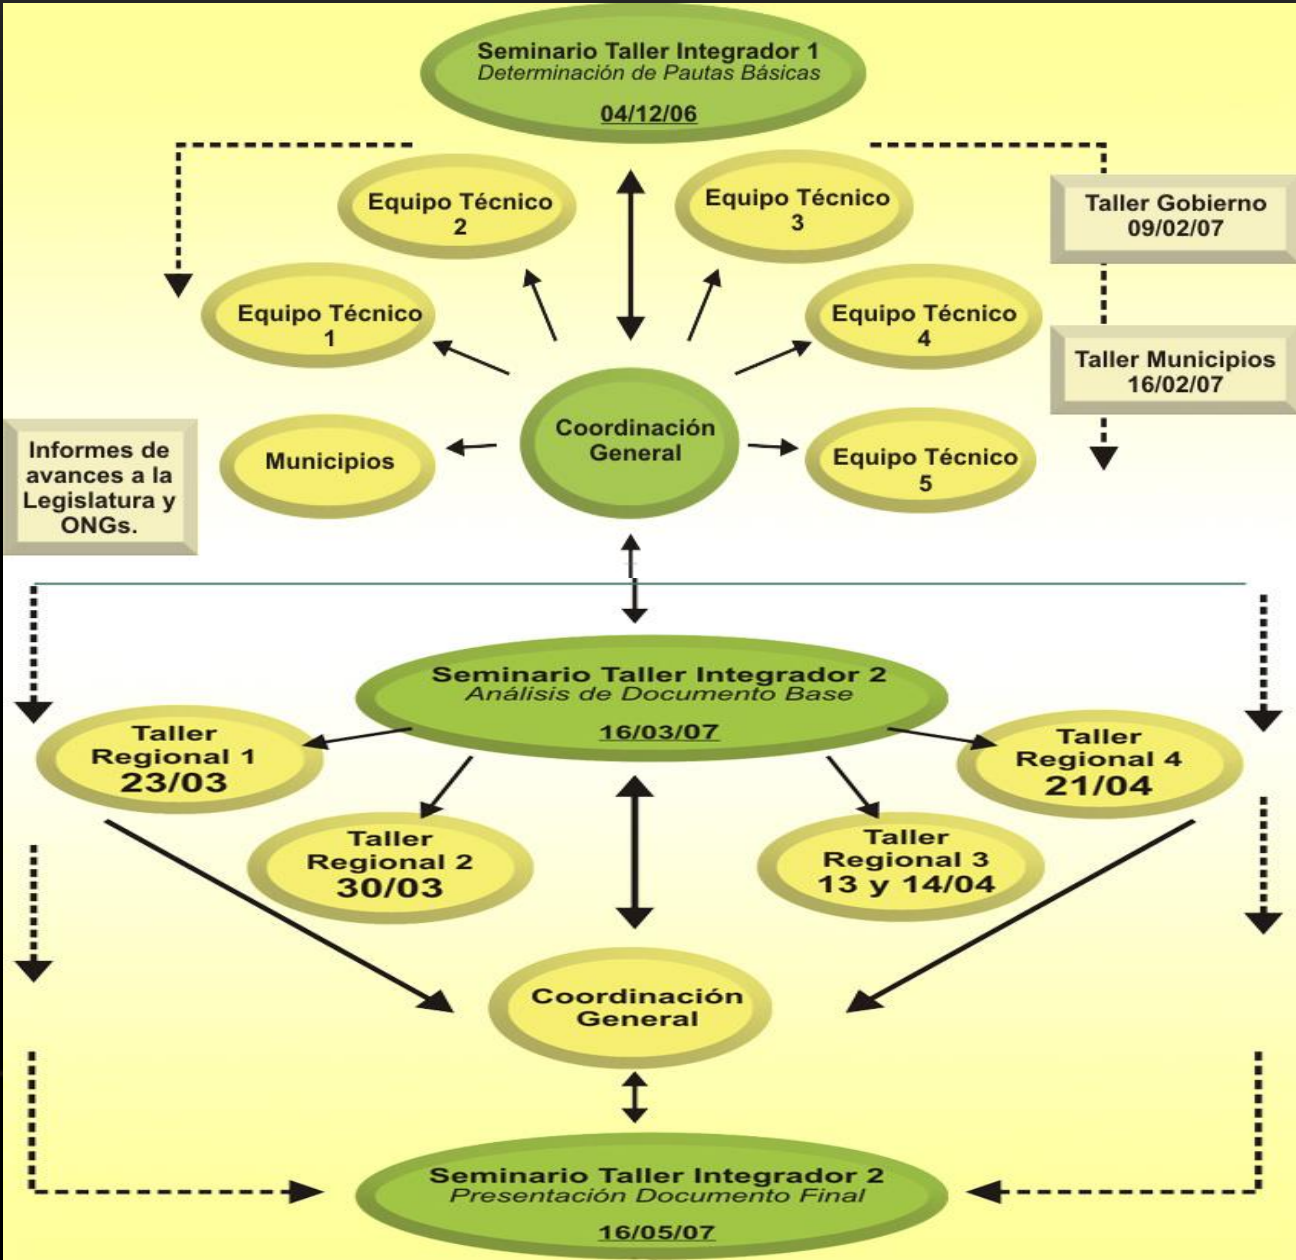 Seminario Taller Integrador 1
Determinación de Pautas Básicas
04/12/06
Equipo Técnico
2
Equipo Técnico
3
Taller Gobierno
09/02/07
Equipo Técnico
1
Equipo Técnico
4
Taller Municipios
16/02/07
Coordinación
General
Informes de
avances a la
Legislatura y
ONGs.
Municipios
Equipo Técnico
5
Seminario Taller Integrador 2
Análisis de Documento Base
16/03/07
Taller
Regional 1
23/03
Taller
Regional 4
21/04
Taller
Regional 2
30/03
Taller
Regional 3
13 y 14/04
Coordinación
General
Seminario Taller Integrador 2
Presentación Documento Final
16/05/07